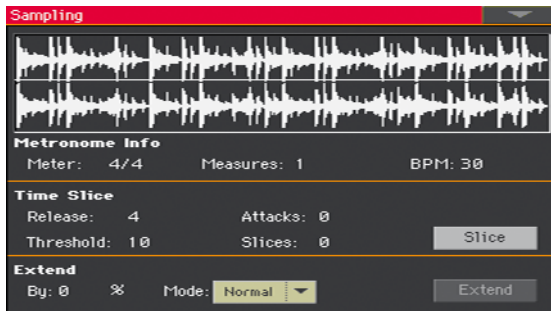 Sampling
Metronome Info
Meter: 4/4 Measures: 1 BPM: 30
Time Slice
Release: 4 Attacks: 0
Threshold: 10 Slices: 0 Slice
Extend
By: 0 % Mode: Normal Extend